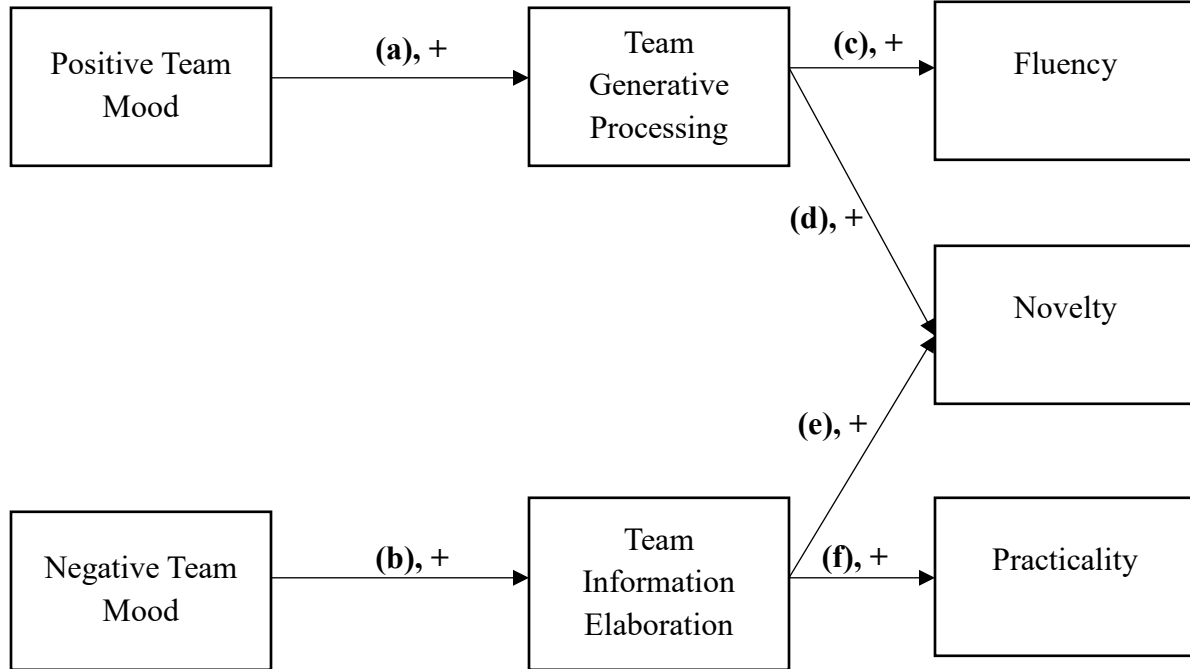 Positive Team
Mood
(a), +
Team
Generative
Processing
(c), +
Fluency
(d), +
Novelty
(e), +
Negative Team
Mood
(b), +
Team
Information
Elaboration
(f), +
Practicality